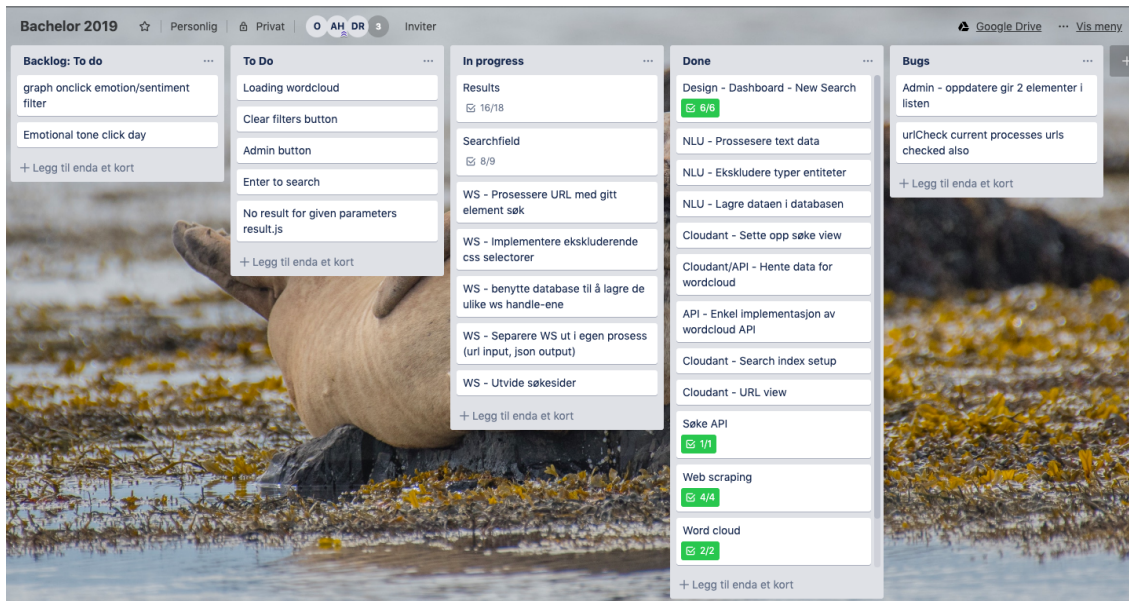 Bachelor 2019
Personlig
Privat
O
AH
DR
3
Inviter
Google Drive
Vis meny
Backlog: To do
graph onclick emotion/sentiment
filter
Emotional tone click day
+ Legg til enda et kort
To Do
Loading wordcloud
Clear filters button
Admin button
Enter to search
No result for given parameters
result.js
+ Legg til enda et kort
In progress
Results
16/18
Searchfield
8/9
WS - Prosessere URL med gitt
element søk
WS - Implementere ekskluderende
css selectorer
WS - benytte database til å lagre de
ulike ws handle-ene
WS - Separere WS ut i egen prosess
(url input, json output)
WS - Utvide søkesider
+ Legg til enda et kort
Done
Design - Dashboard - New Search
6/6
NLU - Prossesere text data
NLU - Ekskludere typer entiteter
NLU - Lagre dataen i databasen
Cloudant - Sette opp søke view
Cloudant/API - Hente data for
wordcloud
API - Enkel implementasjon av
wordcloud API
Cloudant - Search index setup
Cloudant - URL view
Søke API
1/1
Web scraping
4/4
Word cloud
2/2
+ Legg til enda et kort
Bugs
Admin - oppdatere gir 2 elementer i
listen
urlCheck current processes urls
checked also
+ Legg til enda et kort